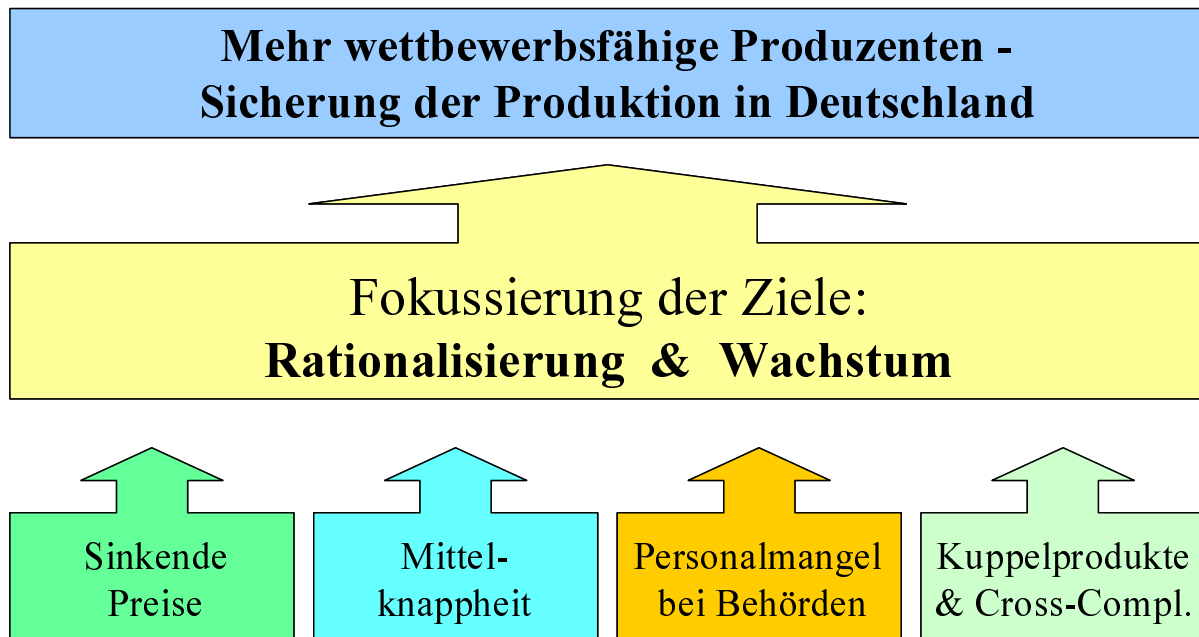 Mehr wettbewerbsfähige Produzenten -
Sicherung der Produktion in Deutschland
Fokussierung der Ziele:
Rationalisierung & Wachstum
Sinkende
Preise
Mittel-
knappheit
Personalmangel
bei Behörden
Kuppelprodukte
& Cross-Compl.